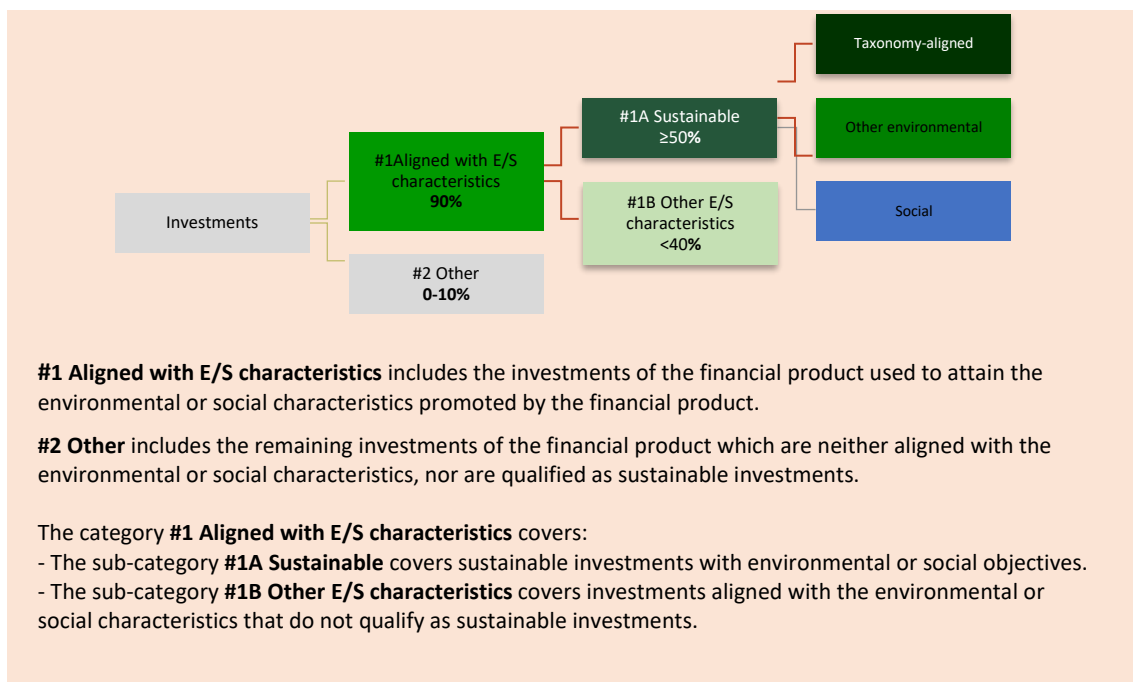 Taxonomy-aligned
#1A Sustainable
≥50%
Other environmental
#1Aligned with E/S
characteristics
90%
#1B Other E/S
characteristics
<40%
Social
Investments
#2 Other
0-10%
#1 Aligned with E/S characteristics includes the investments of the financial product used to attain the
environmental or social characteristics promoted by the financial product.
#2 Other includes the remaining investments of the financial product which are neither aligned with the
environmental or social characteristics, nor are qualified as sustainable investments.
The category #1 Aligned with E/S characteristics covers:
- The sub-category #1A Sustainable covers sustainable investments with environmental or social objectives.
- The sub-category #1B Other E/S characteristics covers investments aligned with the environmental or
social characteristics that do not qualify as sustainable investments.